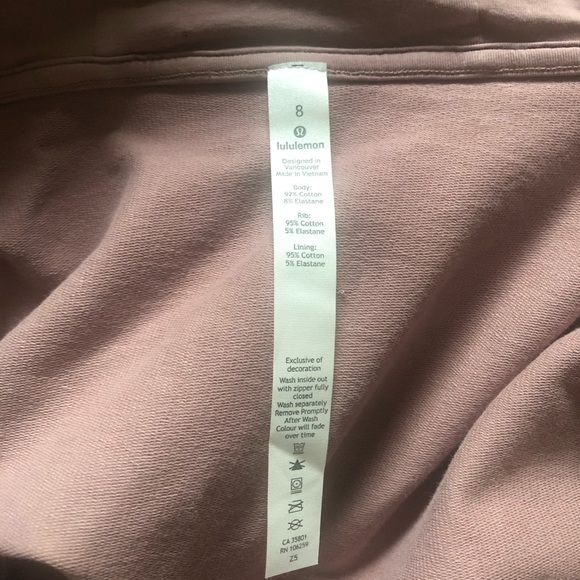 8
lululemon
Designed in
Vancouver
Made in Vietnam
Body:
92% Cotton
8% Elastane
Rib:
95% Cotton
5% Elastane
Lining:
95% Cotton
5% Elastane
Exclusive of
decoration
Wash inside out
with zipper fully
closed
Wash separately
Remove Promptly
After Wash
Colour will fade
over time
CA 35801
RN 106259
Z5